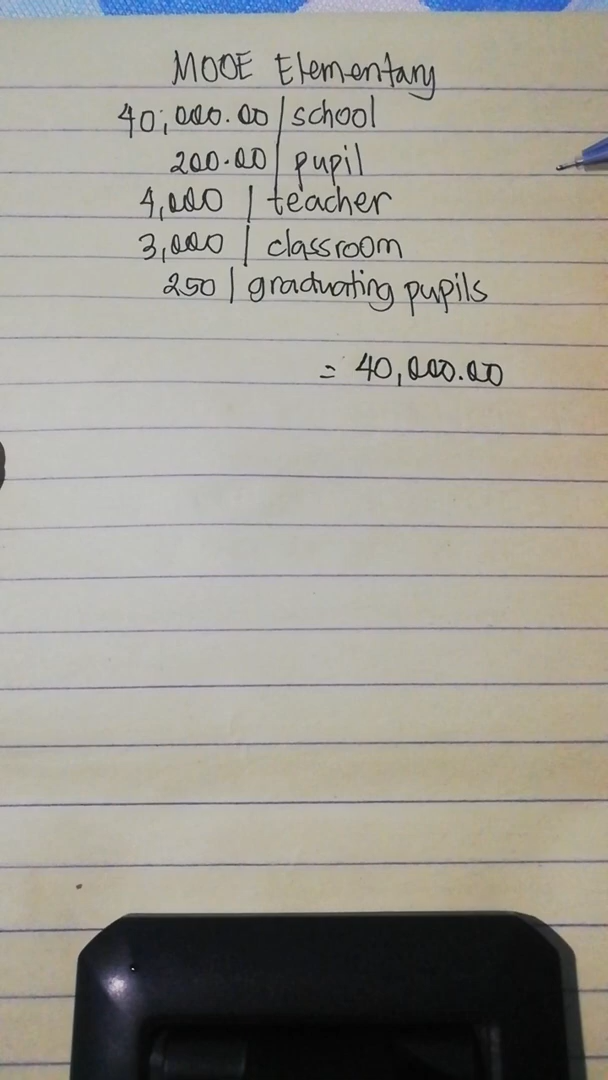 MOOE Elementary
40,000.00 / school
200.00 / pupil
4,000 / teacher
3,000 / classroom
250 / graduating pupils
= 40,000.00